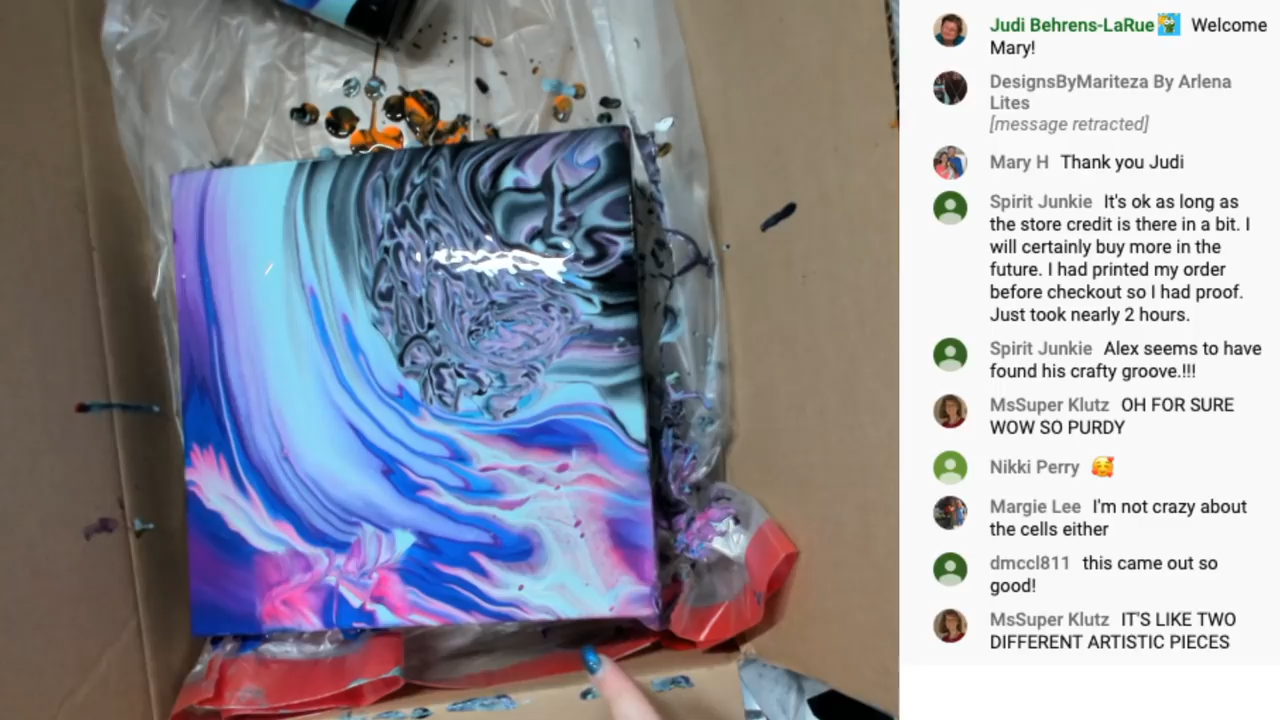 Judi Behrens-LaRue Welcome
Mary!
DesignsByMariteza By Arlena
Lites
[message retracted]
Mary H Thank you Judi
Spirit Junkie It's ok as long as
the store credit is there in a bit. I
will certainly buy more in the
future. I had printed my order
before checkout so I had proof.
Just took nearly 2 hours.
Spirit Junkie Alex seems to have
found his crafty groove.!!!
MsSuper Klutz OH FOR SURE
WOW SO PURDY
Nikki Perry 🥰
Margie Lee I'm not crazy about
the cells either
dmccl811 this came out so
good!
MsSuper Klutz IT'S LIKE TWO
DIFFERENT ARTISTIC PIECES